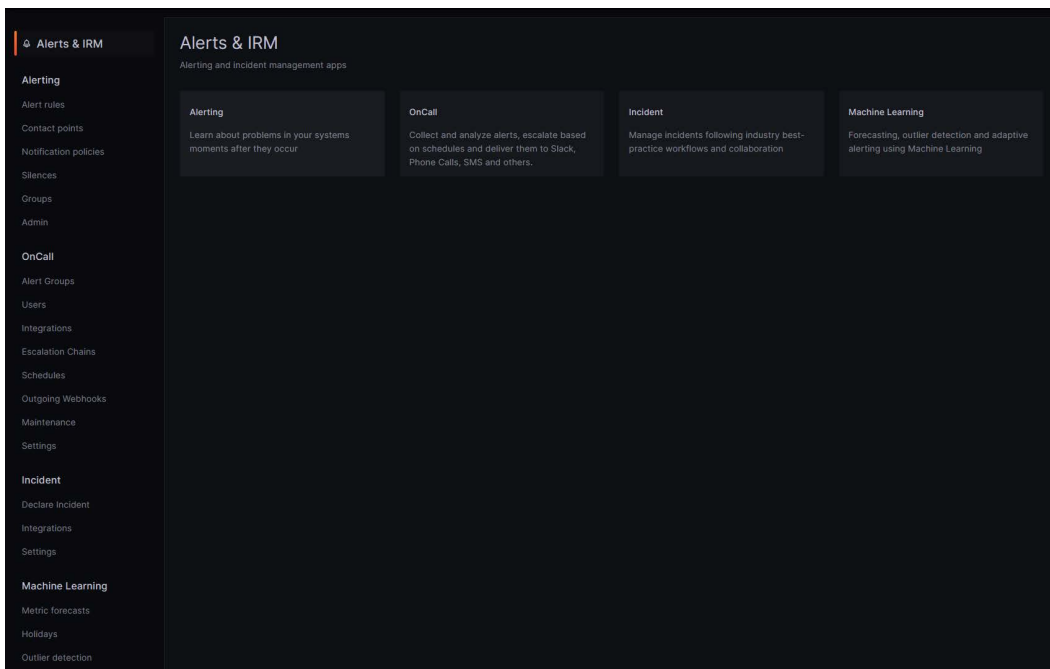 Alerts & IRM
Alerting
Alert rules
Contact points
Notification policies
Silences
Groups
Admin
OnCall
Alert Groups
Users
Integrations
Escalation Chains
Schedules
Outgoing Webhooks
Maintenance
Settings
Incident
Declare Incident
Integrations
Settings
Machine Learning
Metric forecasts
Holidays
Outlier detection
Alerts & IRM
Alerting and incident management apps
Alerting
Learn about problems in your systems
moments after they occur
OnCall
Collect and analyze alerts, escalate based
on schedules and deliver them to Slack,
Phone Calls, SMS and others.
Incident
Manage incidents following industry best-
practice workflows and collaboration
Machine Learning
Forecasting, outlier detection and adaptive
alerting using Machine Learning